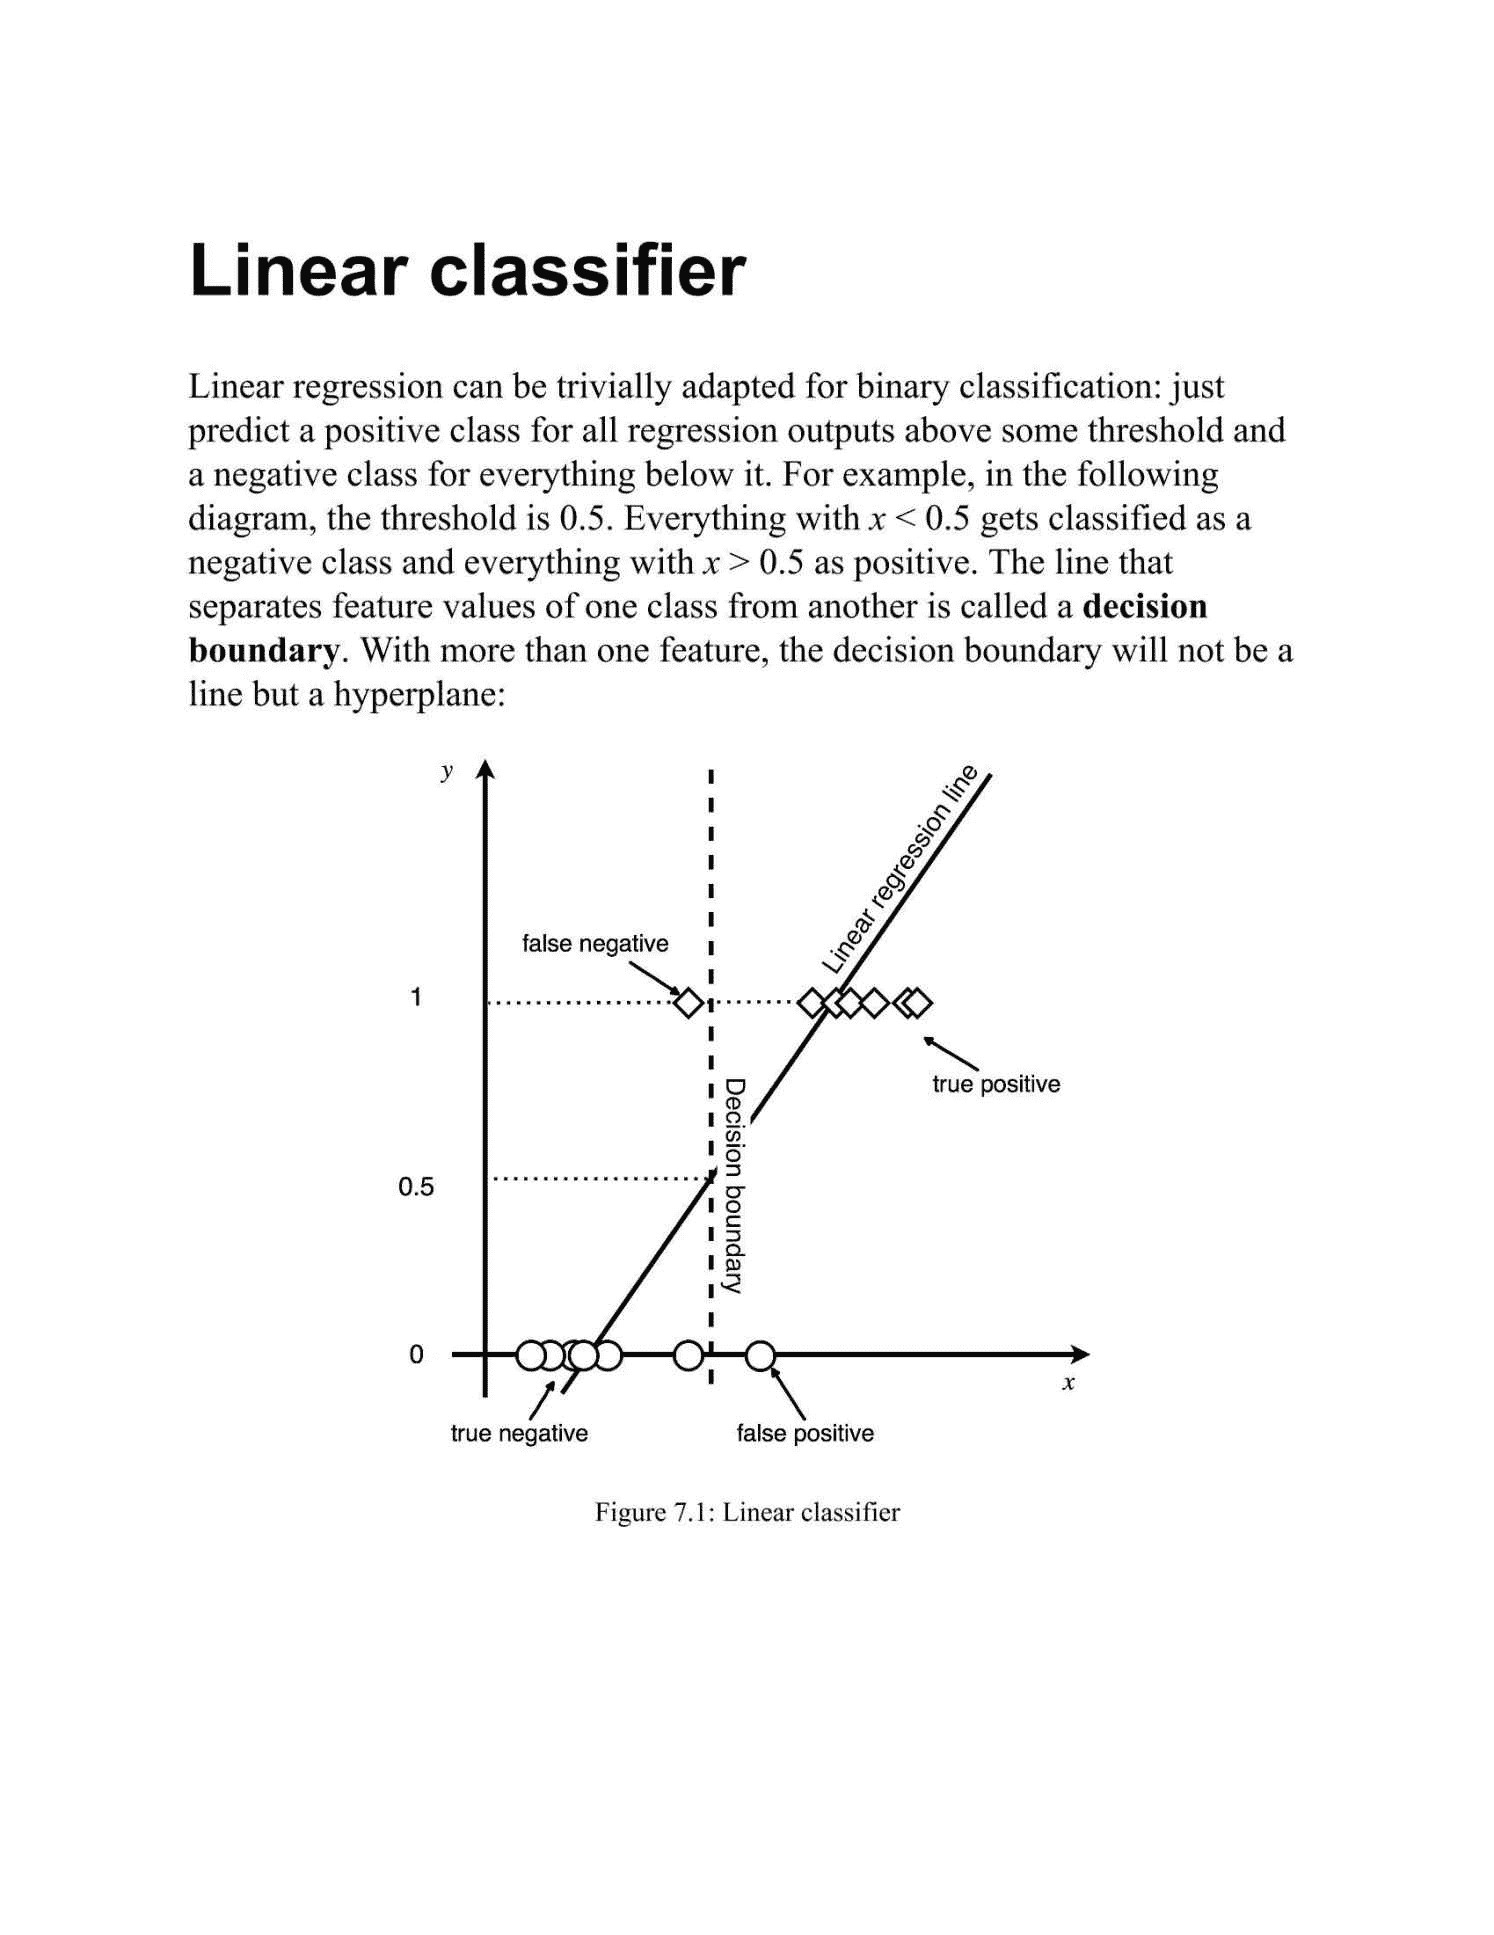 Linear classifier
Linear regression can be trivially adapted for binary classification: just
predict a positive class for all regression outputs above some threshold and
a negative class for everything below it. For example, in the following
diagram, the threshold is 0.5. Everything with x < 0.5 gets classified as a
negative class and everything with x > 0.5 as positive. The line that
separates feature values of one class from another is called a decision
boundary. With more than one feature, the decision boundary will not be a
line but a hyperplane:
y
Linear regression line
false negative
1
true positive
Decision boundary
0.5
0
x
true negative
false positive
Figure 7.1: Linear classifier